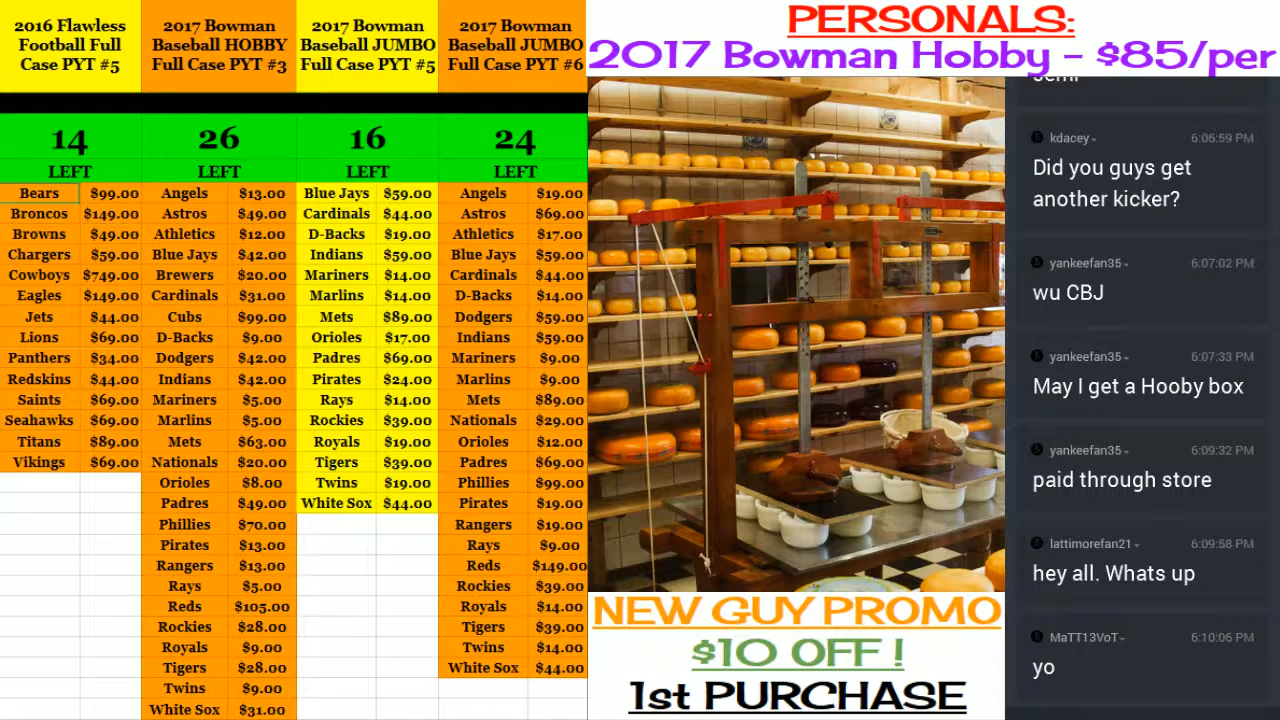 2016 Flawless
Football Full
Case PYT #5
2017 Bowman
Baseball HOBBY
Full Case PYT #3
2017 Bowman
Baseball JUMBO
Full Case PYT #5
2017 Bowman
Baseball JUMBO
Full Case PYT #6
14
LEFT
26
LEFT
16
LEFT
24
LEFT
Bears $99.00
Broncos $149.00
Browns $49.00
Chargers $59.00
Cowboys $749.00
Eagles $149.00
Jets $44.00
Lions $69.00
Panthers $34.00
Redskins $44.00
Saints $69.00
Seahawks $69.00
Titans $89.00
Vikings $69.00
Angels $13.00
Astros $49.00
Athletics $12.00
Blue Jays $42.00
Brewers $20.00
Cardinals $31.00
Cubs $99.00
D-Backs $9.00
Dodgers $42.00
Indians $42.00
Mariners $5.00
Marlins $5.00
Mets $63.00
Nationals $20.00
Orioles $8.00
Padres $49.00
Phillies $70.00
Pirates $13.00
Rangers $13.00
Rays $5.00
Reds $105.00
Rockies $28.00
Royals $9.00
Tigers $28.00
Twins $9.00
White Sox $31.00
Blue Jays $59.00
Cardinals $44.00
D-Backs $19.00
Indians $59.00
Mariners $14.00
Marlins $14.00
Mets $89.00
Orioles $17.00
Padres $69.00
Pirates $24.00
Rays $14.00
Rockies $39.00
Royals $19.00
Tigers $39.00
Twins $19.00
White Sox $44.00
Angels $19.00
Astros $69.00
Athletics $17.00
Blue Jays $59.00
Cardinals $44.00
D-Backs $14.00
Dodgers $59.00
Indians $59.00
Mariners $9.00
Marlins $9.00
Mets $89.00
Nationals $29.00
Orioles $12.00
Padres $69.00
Phillies $99.00
Pirates $19.00
Rangers $19.00
Rays $9.00
Reds $149.00
Rockies $39.00
Royals $14.00
Tigers $39.00
Twins $14.00
White Sox $44.00
PERSONALS:
2017 Bowman Hobby - $85/per
NEW GUY PROMO
$10 OFF !
1st PURCHASE
kdacey 6:06:59 PM
Did you guys get
another kicker?
yankeefan35 6:07:02 PM
wu CBJ
yankeefan35 6:07:33 PM
May I get a Hooby box
yankeefan35 6:09:32 PM
paid through store
lattimorefan21 6:09:58 PM
hey all. Whats up
MaTT13VoT 6:10:06 PM
yo